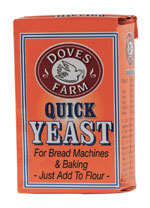 DOVES
FARM
QUICK
YEAST
For Bread Machines
& Baking
- Just Add To Flour -